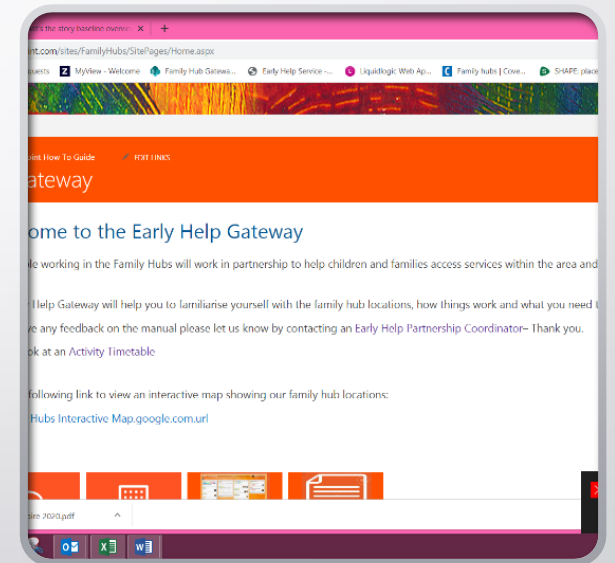 t's the story baseline overview X +
int.com/sites/FamilyHubs/SitePages/Home.aspx
quests Z MyView - Welcome Family Hub Gatewa... Early Help Service -... Liquidlogic Web Ap... Family hubs | Cove... SHAPE: place
oint How To Guide EDIT LINKS
ateway
ome to the Early Help Gateway
le working in the Family Hubs will work in partnership to help children and families access services within the area and
Help Gateway will help you to familiarise yourself with the family hub locations, how things work and what you need t
ve any feedback on the manual please let us know by contacting an Early Help Partnership Coordinator– Thank you.
ok at an Activity Timetable
following link to view an interactive map showing our family hub locations:
Hubs Interactive Map.google.com.url
pire 2020.pdf